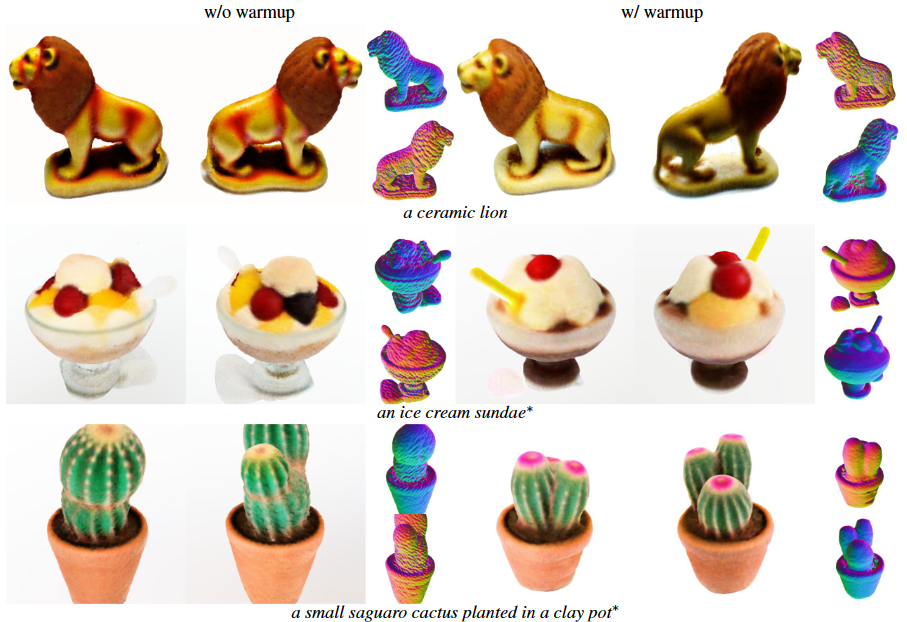 w/o warmup
w/ warmup
a ceramic lion
an ice cream sundae*
a small saguaro cactus planted in a clay pot*